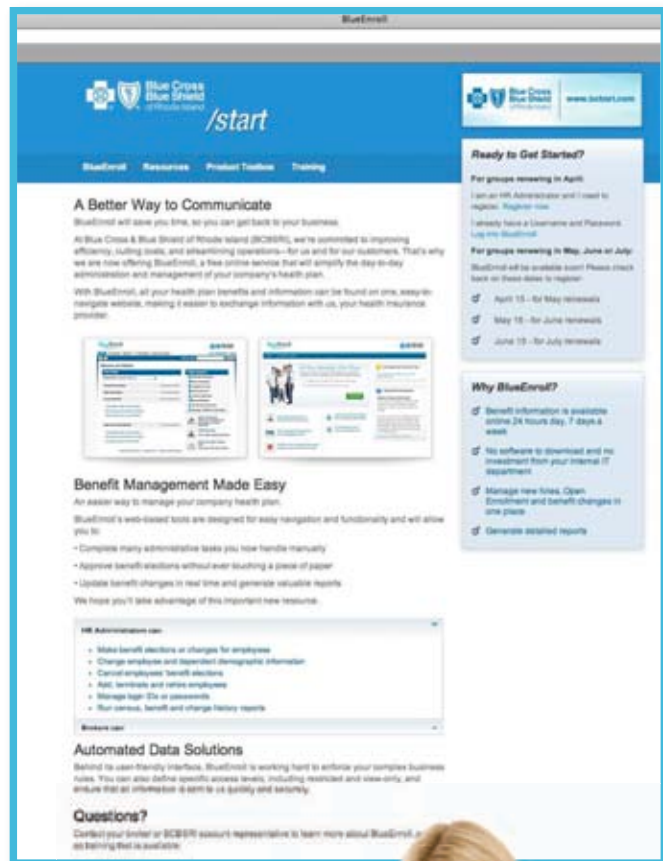 BlueEnroll
Blue Cross
Blue Shield
of Rhode Island
/start
BlueEnroll Resources Product Toolbox Training
A Better Way to Communicate
BlueEnroll will save you time, so you can get back to your business.
At Blue Cross & Blue Shield of Rhode Island (BCBSRI), we're committed to improving
efficiency, cutting costs, and streamlining operations—for us and for our customers. That's why
we are now offering BlueEnroll, a free online service that will simplify the day-to-day
administration and management of your company's health plan.
With BlueEnroll, all your health plan benefits and information can be found on one, easy-to-
navigate website, making it easier to exchange information with us, your health insurance
provider.
Benefit Management Made Easy
An easier way to manage your company health plan.
BlueEnroll's web-based tools are designed for easy navigation and functionality and will allow
you to:
• Complete many administrative tasks you now handle manually
• Approve benefit elections without ever touching a piece of paper
• Update benefit changes in real time and generate valuable reports
We hope you'll take advantage of this important new resource.
HR Administrators can:
• Make benefit elections or changes for employees
• Change employee and dependent demographic information
• Cancel employees' benefit elections
• Add, terminate and rehire employees
• Manage login IDs or passwords
• Run census, benefit and change history reports
Brokers can:
Automated Data Solutions
Behind its user-friendly interface, BlueEnroll is working hard to enforce your complex business
rules. You can also define specific access levels, including restricted and view-only, and
ensure that all information is sent to us quickly and securely.
Questions?
Contact your broker or BCBSRI account representative to learn more about BlueEnroll,
as training that is available.
Blue Cross
Blue Shield
of Rhode Island
Ready to Get Started?
For groups renewing in April:
I am an HR Administrator and I need to
register. Register now.
I already have a Username and Password.
Log into BlueEnroll.
For groups renewing in May, June or July:
BlueEnroll will be available soon! Please check
back on these dates to register:
April 15 - for May renewals
May 15 - for June renewals
June 15 - for July renewals
Why BlueEnroll?
Benefit information is available
online 24 hours day, 7 days a
week
No software to download and no
investment from your internal IT
department
Manage new hires, Open
Enrollment and benefit changes in
one place
Generate detailed reports